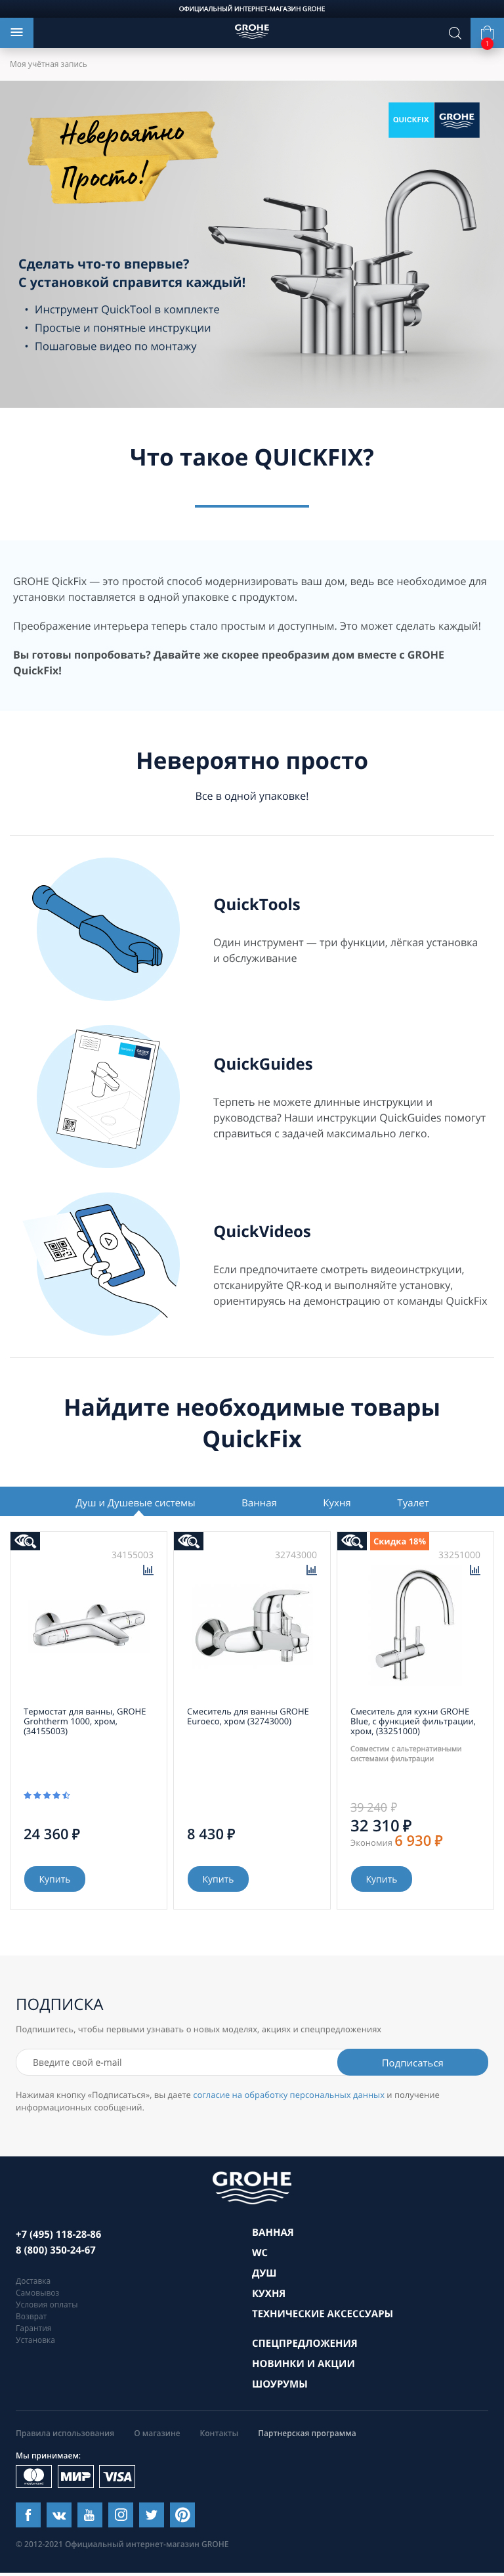 ОФИЦИАЛЬНЫЙ ИНТЕРНЕТ-МАГАЗИН GROHE
GROHE
1
Моя учётная запись
Невероятно
Просто!
QUICKFIX
GROHE
Сделать что-то впервые?
С установкой справится каждый!
• Инструмент QuickTool в комплекте
• Простые и понятные инструкции
• Пошаговые видео по монтажу
Что такое QUICKFIX?
GROHE QickFix — это простой способ модернизировать ваш дом, ведь все необходимое для
установки поставляется в одной упаковке с продуктом.
Преображение интерьера теперь стало простым и доступным. Это может сделать каждый!
Вы готовы попробовать? Давайте же скорее преобразим дом вместе с GROHE
QuickFix!
Невероятно просто
Все в одной упаковке!
QuickTools
Один инструмент — три функции, лёгкая установка
и обслуживание
QuickGuides
Терпеть не можете длинные инструкции и
руководства? Наши инструкции QuickGuides помогут
справиться с задачей максимально легко.
QuickVideos
Если предпочитаете смотреть видеоинстркуции,
отсканируйте QR-код и выполняйте установку,
ориентируясь на демонстрацию от команды QuickFix
Найдите необходимые товары
QuickFix
Душ и Душевые системы
Ванная
Кухня
Туалет
34155003
Термостат для ванны, GROHE
Grohtherm 1000, хром,
(34155003)
24 360 ₽
Купить
32743000
Смеситель для ванны GROHE
Euroeco, хром (32743000)
8 430 ₽
Купить
Скидка 18%
33251000
Смеситель для кухни GROHE
Blue, с функцией фильтрации,
хром, (33251000)
Совместим с альтернативными
системами фильтрации
39 240 ₽
32 310 ₽
Экономия 6 930 ₽
Купить
ПОДПИСКА
Подпишитесь, чтобы первыми узнавать о новых моделях, акциях и спецпредложениях
Введите свой e-mail
Подписаться
Нажимая кнопку «Подписаться», вы даете согласие на обработку персональных данных и получение
информационных сообщений.
GROHE
+7 (495) 118-28-86
8 (800) 350-24-67
Доставка
Самовывоз
Условия оплаты
Возврат
Гарантия
Установка
ВАННАЯ
WC
ДУШ
КУХНЯ
ТЕХНИЧЕСКИЕ АКСЕССУАРЫ
СПЕЦПРЕДЛОЖЕНИЯ
НОВИНКИ И АКЦИИ
ШОУРУМЫ
Правила использования
О магазине
Контакты
Партнерская программа
Мы принимаем:
МИР
VISA
© 2012-2021 Официальный интернет-магазин GROHE